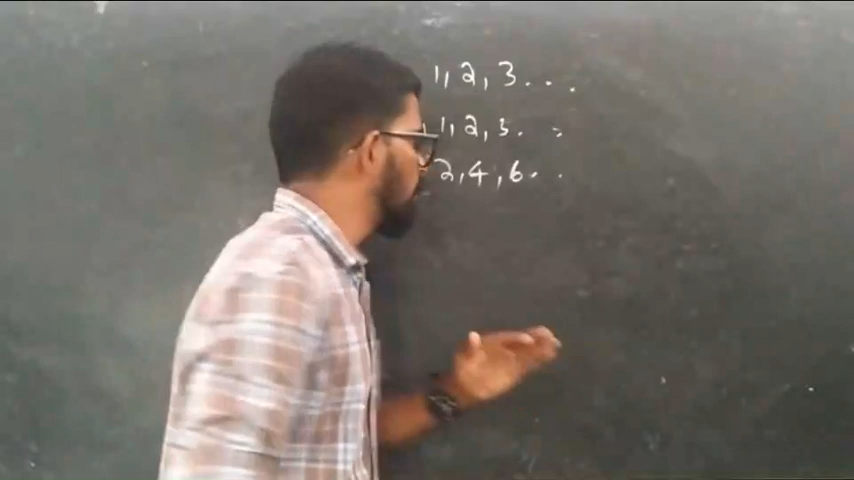 1, 2, 3...
1, 2, 3..
2, 4, 6..